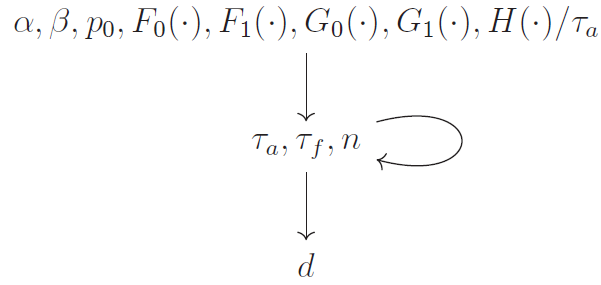 α, β, p₀, F₀(·), F₁(·), G₀(·), G₁(·), H(·)/τₐ
τₐ, τ_f, n
d